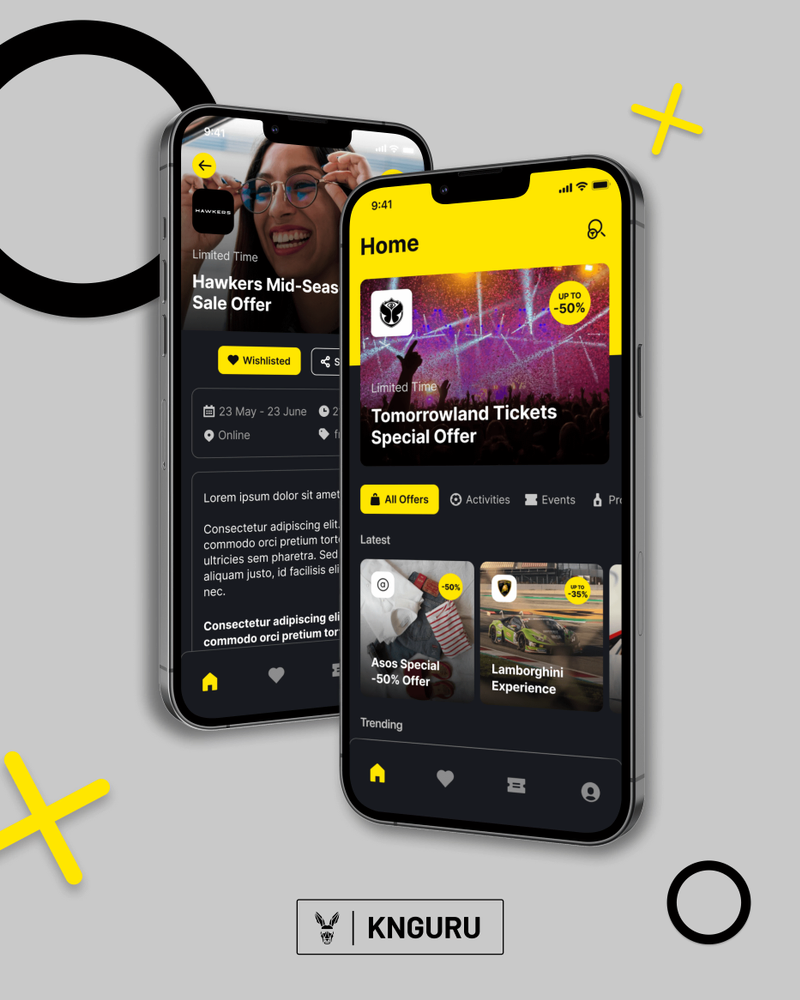 9:41
HAWKERS
Limited Time
Hawkers Mid-Seas
Sale Offer
Wishlisted
S
23 May - 23 June
2
Online
fr
Lorem ipsum dolor sit amet
Consectetur adipiscing elit.
commodo orci pretium torto
ultricies sem pharetra. Sed
aliquam justo, id facilisis eli
nec.
Consectetur adipiscing eli
commodo orci pretium tor
9:41
Home
UP TO
-50%
Limited Time
Tomorrowland Tickets
Special Offer
All Offers
Activities
Events
Pro
Latest
-50%
Asos Special
-50% Offer
UP TO
-35%
Lamborghini
Experience
Trending
KNGURU